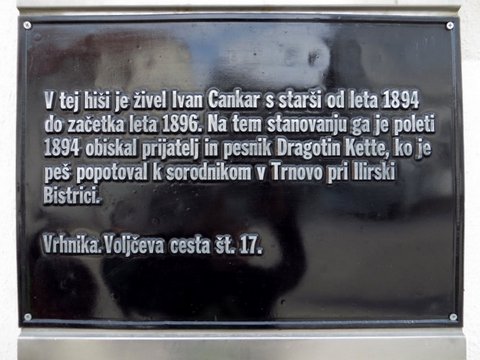 V tej hiši je živel Ivan Cankar s starši od leta 1894
do začetka leta 1896. Na tem stanovanju ga je poleti
1894 obiskal prijatelj in pesnik Dragotin Kette, ko je
peš popotoval k sorodnikom v Trnovo pri Ilirski
Bistrici.
Vrhnika. Voljčeva cesta št. 17.